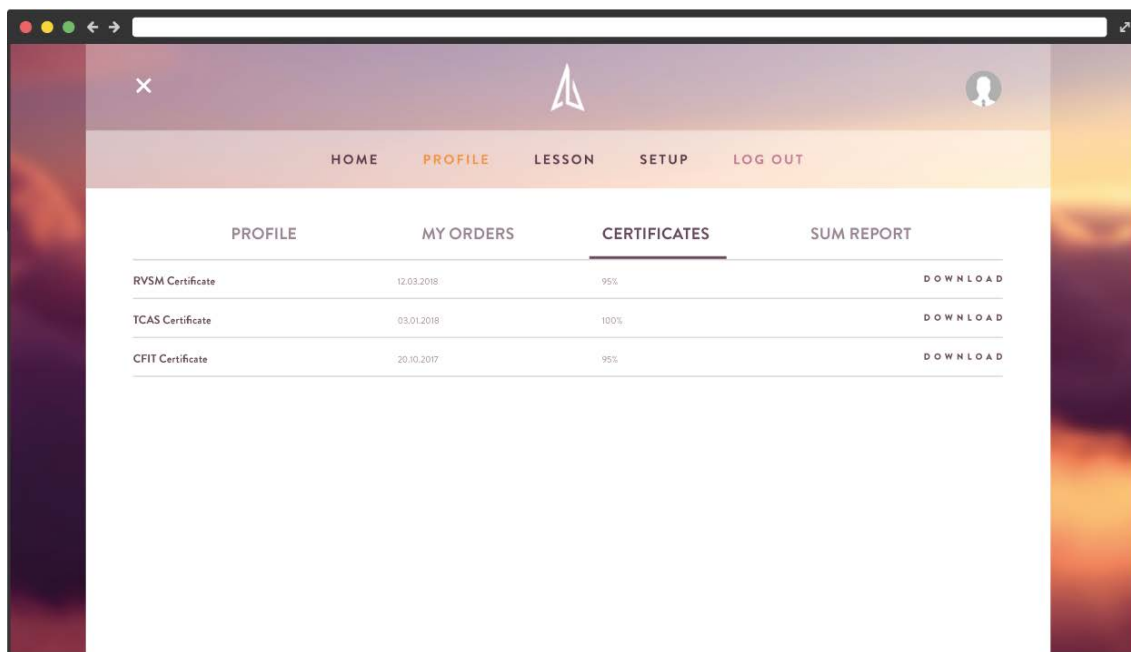 HOME PROFILE LESSON SETUP LOG OUT
PROFILE MY ORDERS CERTIFICATES SUM REPORT
RVSM Certificate 12.03.2018 95% DOWNLOAD
TCAS Certificate 03.01.2018 100% DOWNLOAD
CFIT Certificate 20.10.2017 95% DOWNLOAD